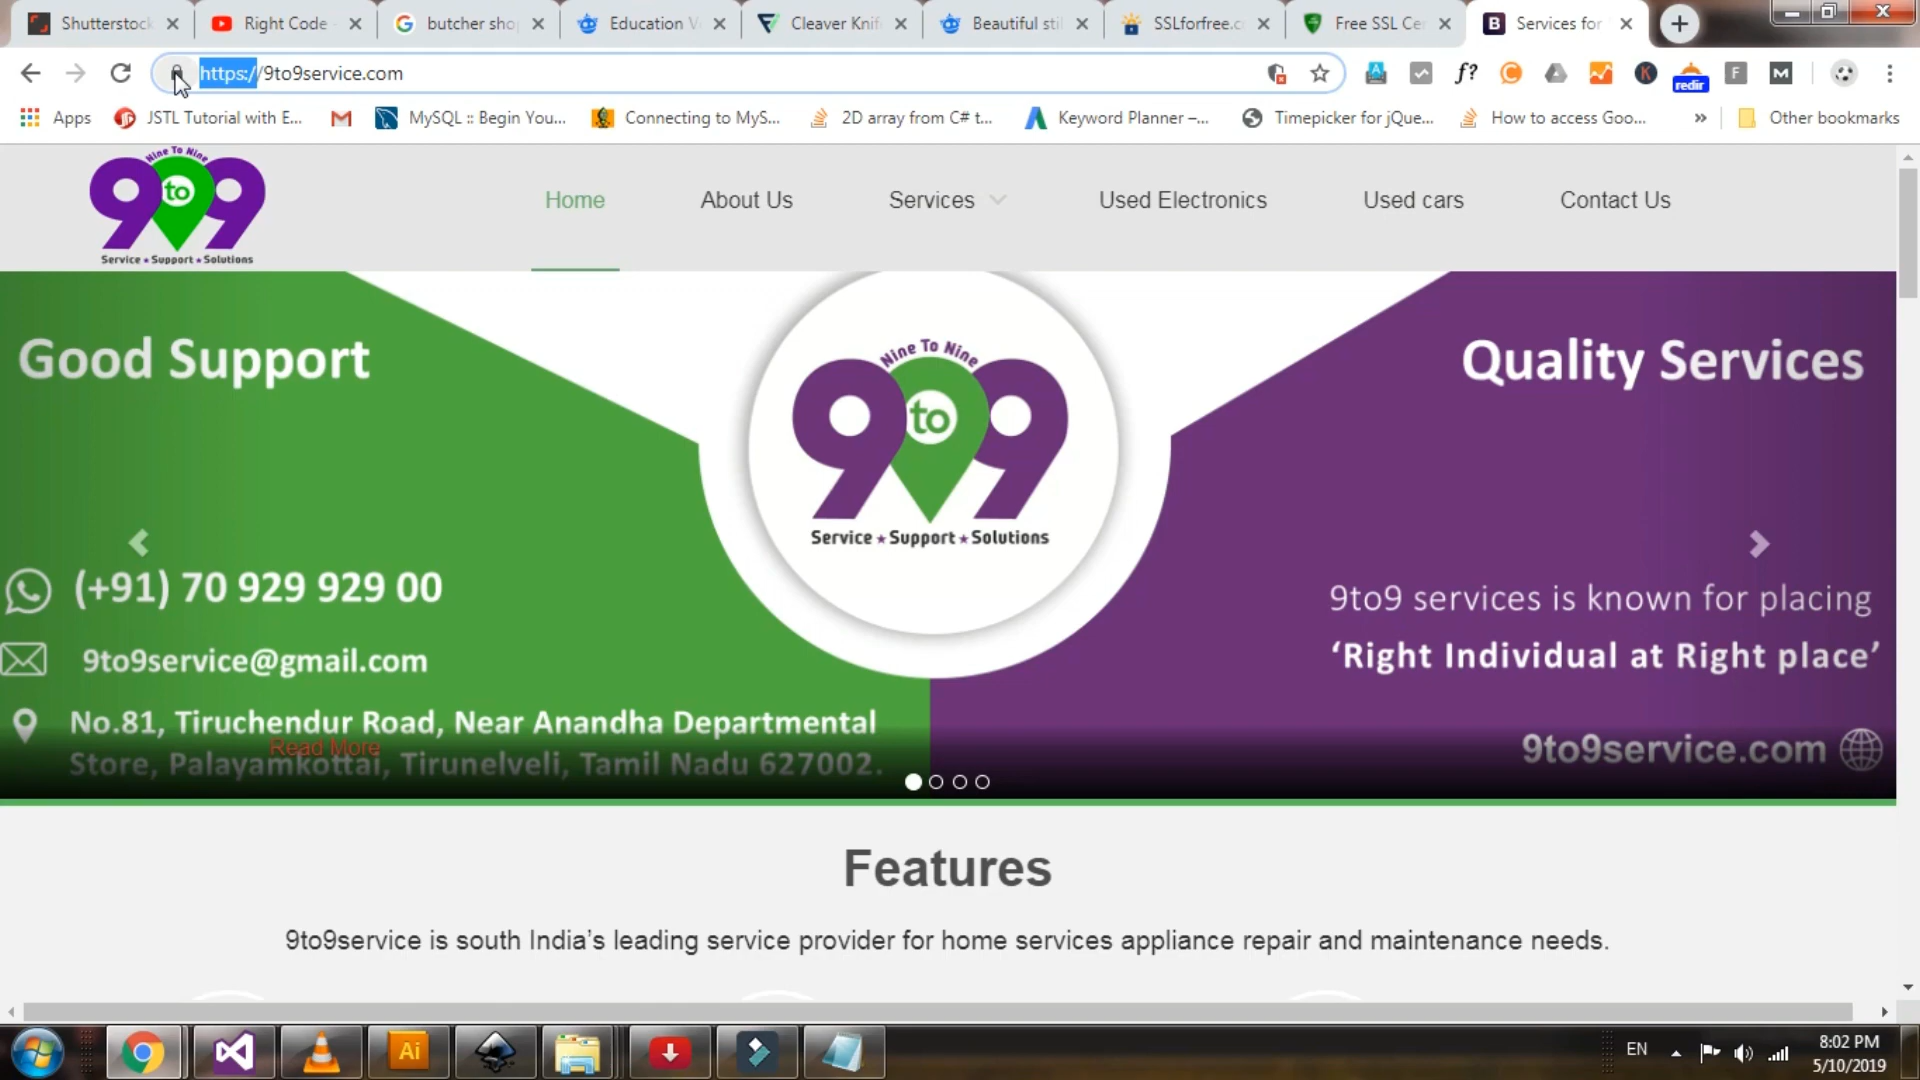 Shutterstock
Right Code
butcher sho
Education V
Cleaver Knif
Beautiful stil
SSLforfree.c
Free SSL Cer
Services for
https://9to9service.com
f?
redir
Apps
JSTL Tutorial with E...
MySQL :: Begin You...
Connecting to MyS...
2D array from C# t...
Keyword Planner –...
Timepicker for jQue...
How to access Goo...
»
Other bookmarks
Nine To Nine
9 to 9
Service ★ Support ★ Solutions
Home
About Us
Services
Used Electronics
Used cars
Contact Us
Good Support
Nine To Nine
9 to 9
Service ★ Support ★ Solutions
Quality Services
(+91) 70 929 929 00
9to9service@gmail.com
No.81, Tiruchendur Road, Near Anandha Departmental
Store, Palayamkottai, Tirunelveli, Tamil Nadu 627002.
Read More
9to9 services is known for placing
‘Right Individual at Right place’
9to9service.com
Features
9to9service is south India’s leading service provider for home services appliance repair and maintenance needs.
Ai
EN
8:02 PM
5/10/2019